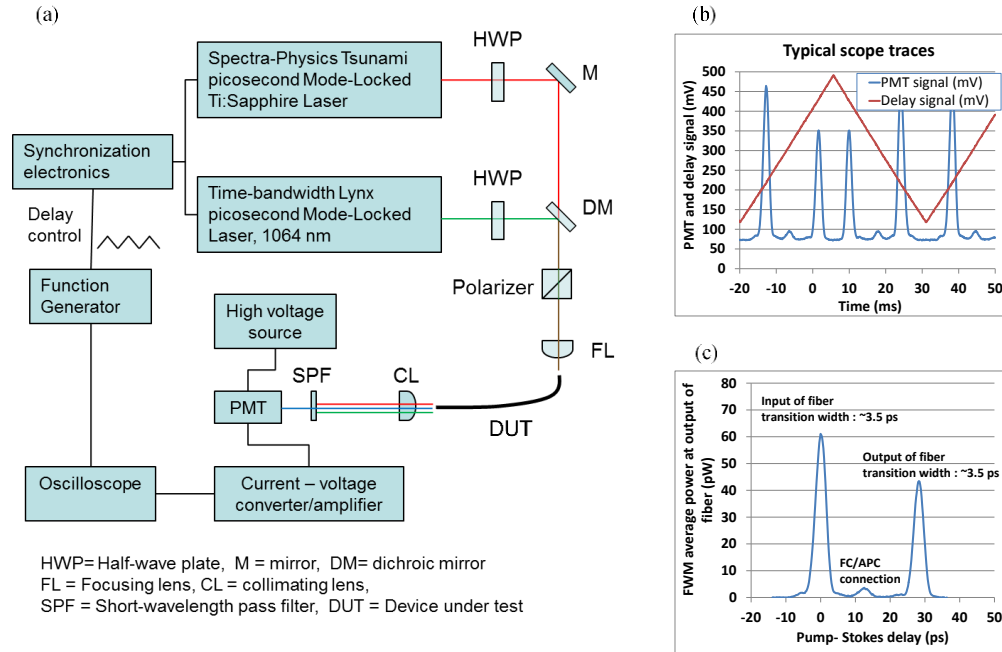 (a)
Spectra-Physics Tsunami
picosecond Mode-Locked
Ti:Sapphire Laser
HWP
M
Synchronization
electronics
Time-bandwidth Lynx
picosecond Mode-Locked
Laser, 1064 nm
HWP
DM
Delay
control
Function
Generator
Polarizer
High voltage
source
FL
SPF
CL
PMT
DUT
Oscilloscope
Current – voltage
converter/amplifier
HWP= Half-wave plate, M = mirror, DM= dichroic mirror
FL = Focusing lens, CL = collimating lens,
SPF = Short-wavelength pass filter, DUT = Device under test
(b)
Typical scope traces
PMT signal (mV)
Delay signal (mV)
PMT and delay signal (mV)
500
450
400
350
300
250
200
150
100
50
0
-20 -10 0 10 20 30 40 50
Time (ms)
(c)
FWM average power at output of
fiber (pW)
80
70
60
50
40
30
20
10
0
Input of fiber
transition width : ~3.5 ps
Output of fiber
transition width : ~3.5 ps
FC/APC
connection
-20 -10 0 10 20 30 40 50
Pump- Stokes delay (ps)